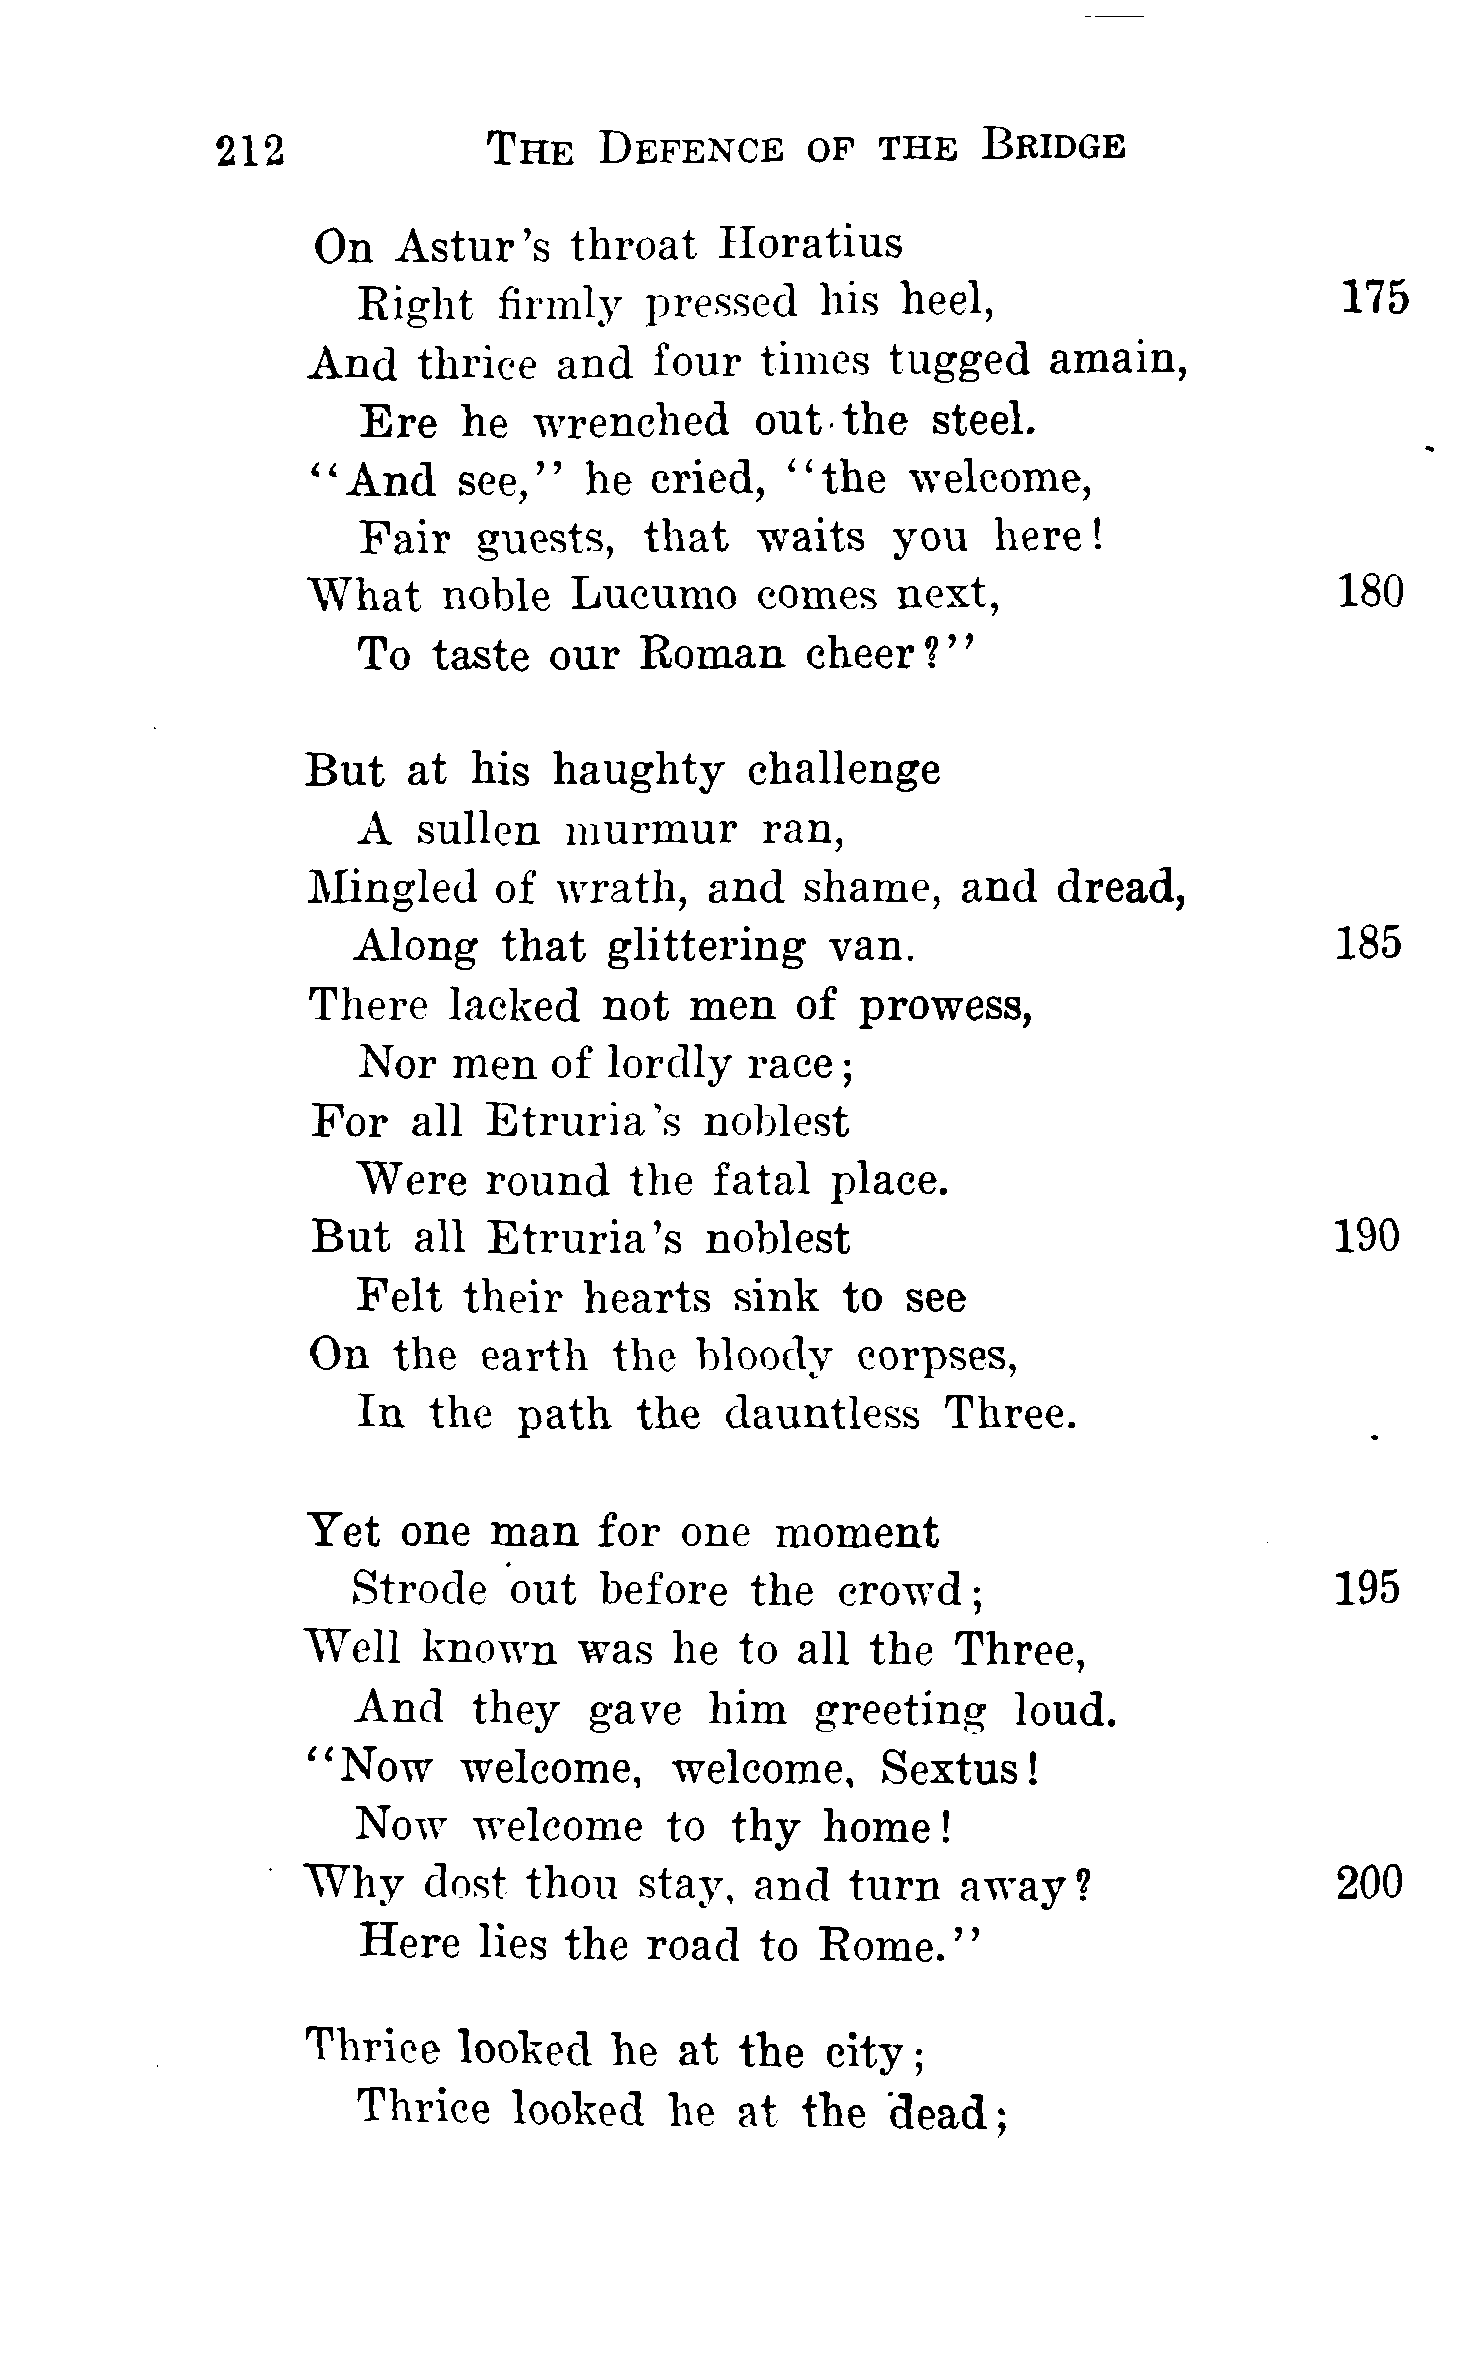 212 THE DEFENCE OF THE BRIDGE
On Astur's throat Horatius
Right firmly pressed his heel, 175
And thrice and four times tugged amain,
Ere he wrenched out the steel.
"And see," he cried, "the welcome,
Fair guests, that waits you here!
What noble Lucumo comes next, 180
To taste our Roman cheer?"
But at his haughty challenge
A sullen murmur ran,
Mingled of wrath, and shame, and dread,
Along that glittering van. 185
There lacked not men of prowess,
Nor men of lordly race;
For all Etruria's noblest
Were round the fatal place.
But all Etruria's noblest 190
Felt their hearts sink to see
On the earth the bloody corpses,
In the path the dauntless Three.
Yet one man for one moment
Strode out before the crowd; 195
Well known was he to all the Three,
And they gave him greeting loud.
"Now welcome, welcome, Sextus!
Now welcome to thy home!
Why dost thou stay, and turn away? 200
Here lies the road to Rome."
Thrice looked he at the city;
Thrice looked he at the dead;